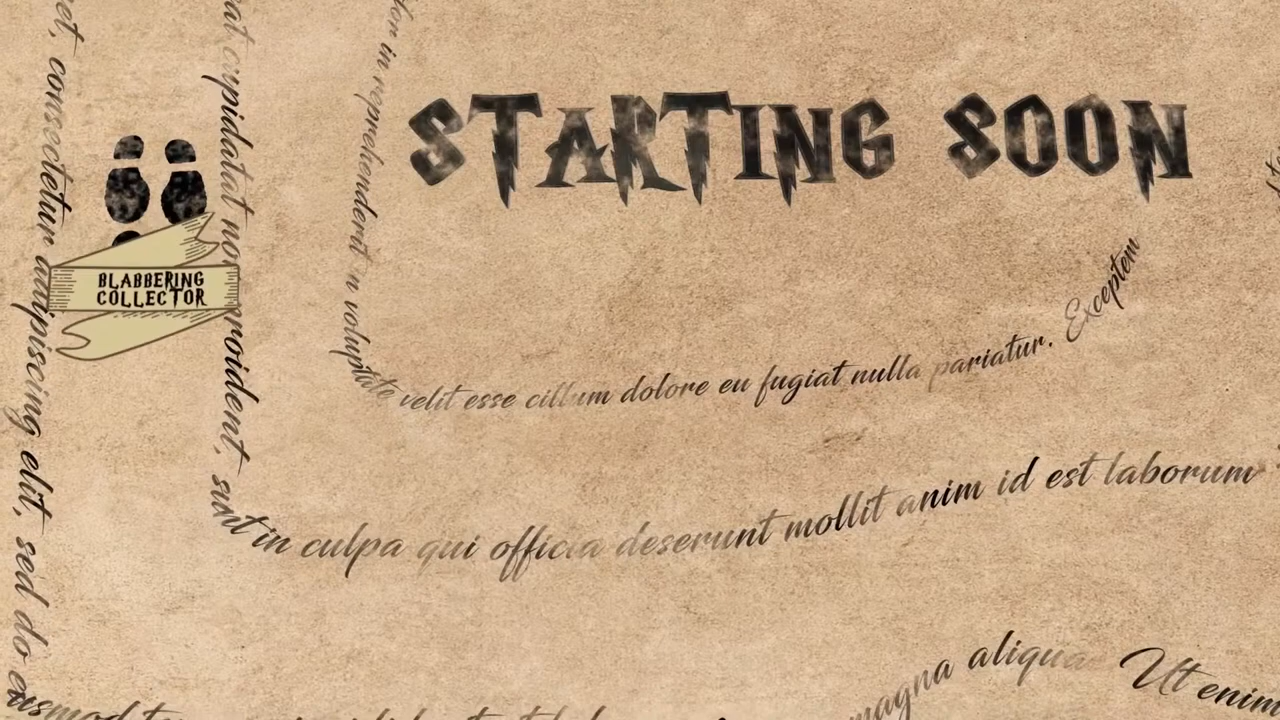 STARTING SOON
BLABBERING
COLLECTOR
consectetur adipiscing elit, sed do
cupidatat non proident, sunt in culpa qui officia deserunt mollit anim id est laborum
in reprehenderit in voluptate velit esse cillum dolore eu fugiat nulla pariatur. Excepteu
magna aliqua
Ut enim